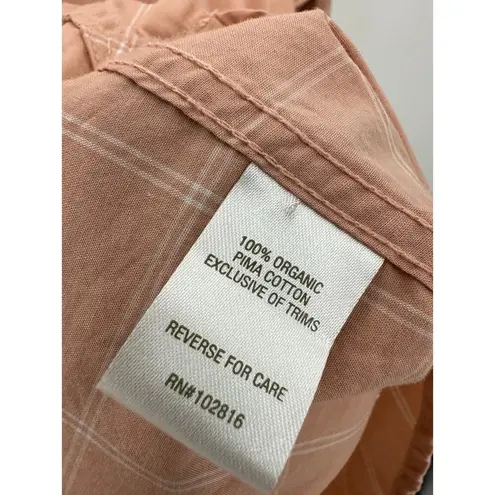 100% ORGANIC
PIMA COTTON
EXCLUSIVE OF TRIMS
REVERSE FOR CARE
RN#102816